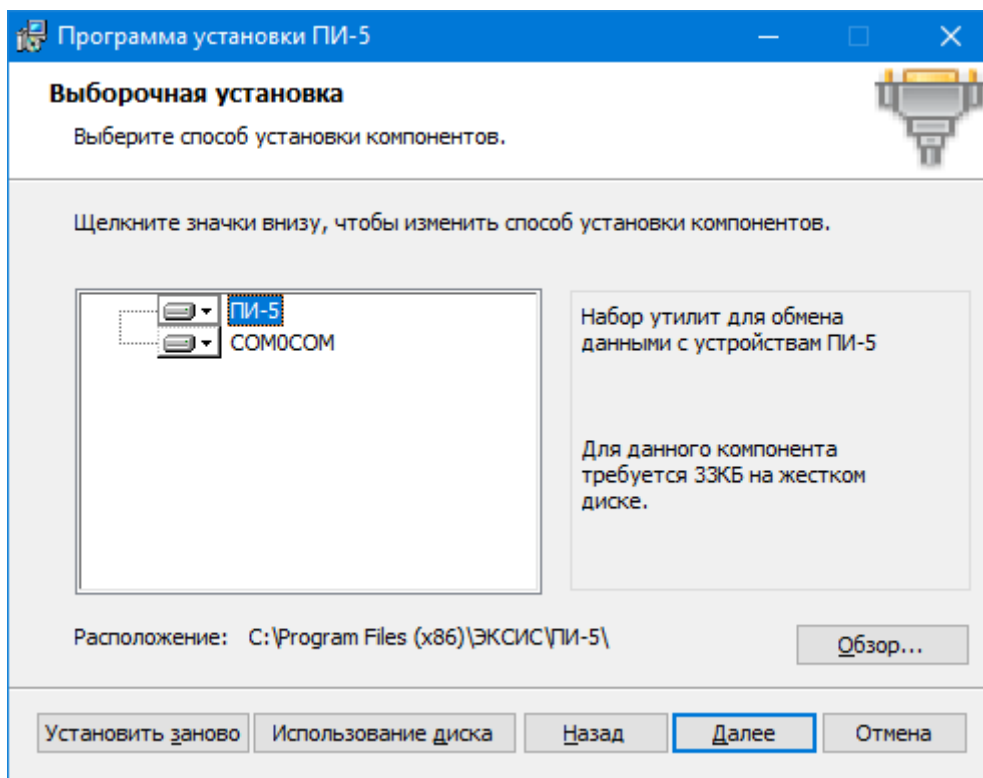 Программа установки ПИ-5
Выборочная установка
Выберите способ установки компонентов.
Щелкните значки внизу, чтобы изменить способ установки компонентов.
ПИ-5
COM0COM
Набор утилит для обмена
данными с устройствам ПИ-5
Для данного компонента
требуется 33КБ на жестком
диске.
Расположение: C:\Program Files (x86)\ЭКСИС\ПИ-5\
Обзор...
Установить заново Использование диска Назад Далее Отмена